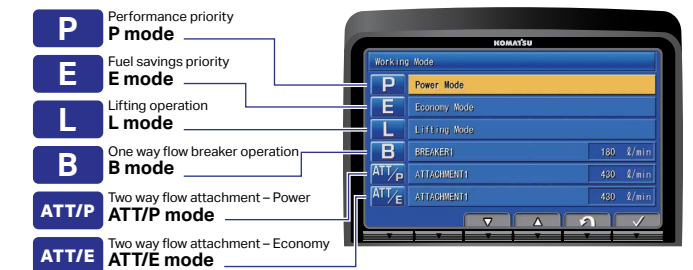 P
Performance priority
P mode
E
Fuel savings priority
E mode
L
Lifting operation
L mode
B
One way flow breaker operation
B mode
ATT/P
Two way flow attachment – Power
ATT/P mode
ATT/E
Two way flow attachment – Economy
ATT/E mode
KOMATSU
Working Mode
P Power Mode
E Economy Mode
L Lifting Mode
B BREAKER1 180 ℓ/min
ATT/P ATTACHMENT1 430 ℓ/min
ATT/E ATTACHMENT1 430 ℓ/min